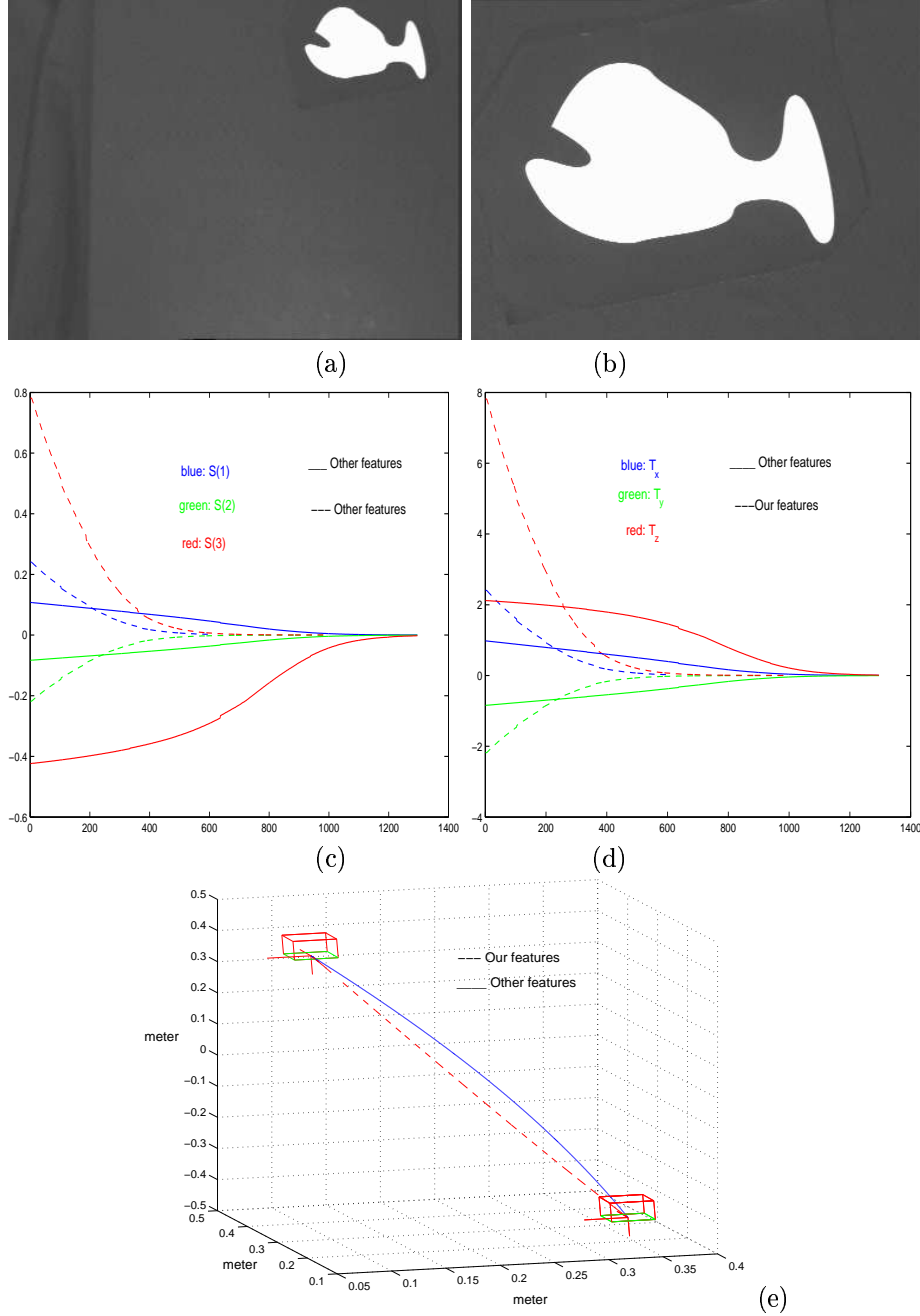 (a)
(b)
0.8
0.6
0.4
0.2
0
−0.2
−0.4
−0.6
0 200 400 600 800 1000 1200 1400
blue: S(1)
green: S(2)
red: S(3)
___ Other features
--- Other features
(c)
8
6
4
2
0
−2
−4
0 200 400 600 800 1000 1200 1400
blue: T_x
green: T_y
red: T_z
____ Other features
---Our features
(d)
0.5
0.4
0.3
0.2
0.1
0
−0.1
−0.2
−0.3
−0.4
−0.5
meter
0.5
0.4
0.3
0.2
0.1
meter
0.05 0.1 0.15 0.2 0.25 0.3 0.35 0.4
meter
--- Our features
____ Other features
(e)